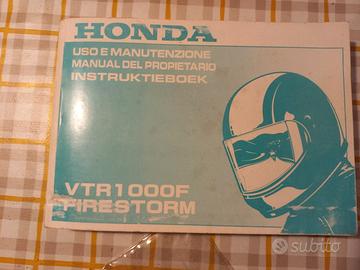 HONDA
USO E MANUTENZIONE
MANUAL DEL PROPIETARIO
INSTRUKTIEBOEK
VTR1000F
FIRESTORM
subito